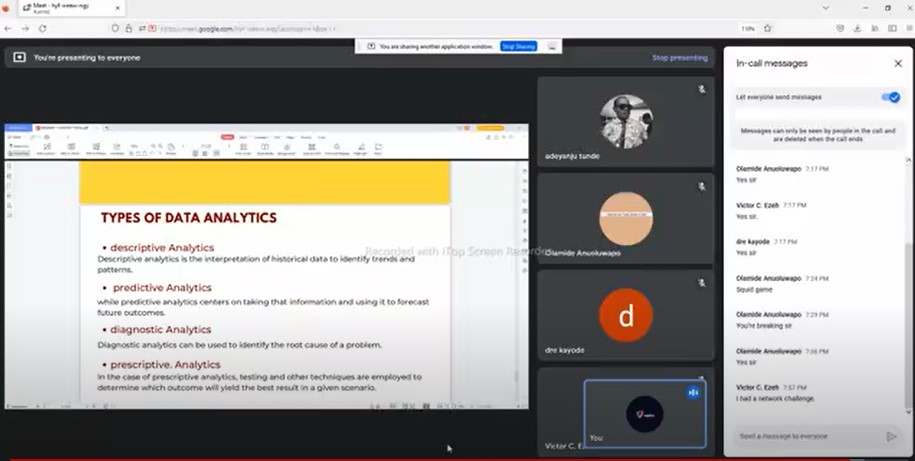 Meet - hyf-weew-ngy
https://meet.google.com/hyf-weew-ngy
110%
You are sharing another application window.
Stop Sharing
You're presenting to everyone
Stop presenting
TYPES OF DATA ANALYTICS
• descriptive Analytics
Descriptive analytics is the interpretation of historical data to identify trends and
patterns.
• predictive Analytics
while predictive analytics centers on taking that information and using it to forecast
future outcomes.
• diagnostic Analytics
Diagnostic analytics can be used to identify the root cause of a problem.
• prescriptive. Analytics
In the case of prescriptive analytics, testing and other techniques are employed to
determine which outcome will yield the best result in a given scenario.
Recorded with iTop Screen Recorder
adeyanju tunde
Olamide Anuoluwapo
d
dre kayode
Victor C. E
You
In-call messages
Let everyone send messages
Messages can only be seen by people in the call and
are deleted when the call ends
Olamide Anuoluwapo 7:17 PM
Yes sir
Victor C. Ezeh 7:17 PM
Yes sir.
dre kayode 7:17 PM
Yes sir
Olamide Anuoluwapo
Squid game
Olamide Anuoluwapo 7:29 PM
You're breaking sir
Olamide Anuoluwapo
Yes sir
Victor C. Ezeh 7:57 PM
I had a network challenge.
Send a message to everyone